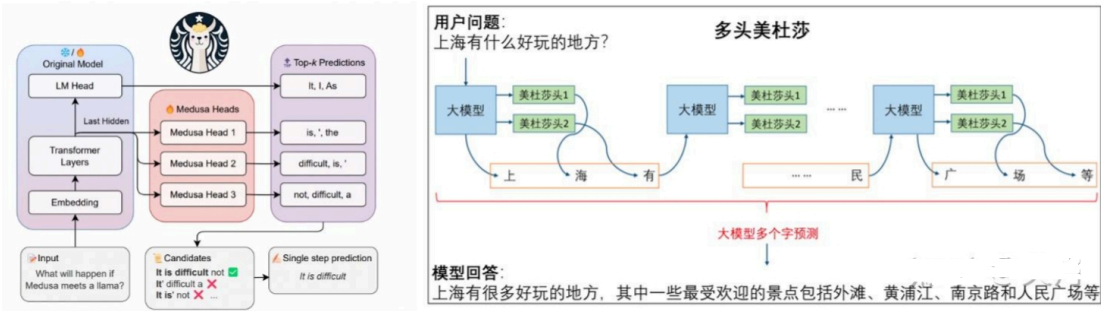 ❄️/🔥
Original Model
LM Head
Last Hidden
Transformer
Layers
Embedding
🔥 Medusa Heads
Medusa Head 1
Medusa Head 2
Medusa Head 3
Top-k Predictions
It, I, As
is, ', the
difficult, is, '
not, difficult, a
Input
What will happen if
Medusa meets a llama?
Candidates
It is difficult not ✅
It' difficult a ❌
It is' not ❌ ...
Single step prediction
It is difficult
用户问题:
上海有什么好玩的地方?
多头美杜莎
大模型
美杜莎头1
美杜莎头2
大模型
美杜莎头1
美杜莎头2
... ...
大模型
美杜莎头1
美杜莎头2
上 海 有
... ... 民
广 场 等
大模型多个字预测
模型回答:
上海有很多好玩的地方，其中一些最受欢迎的景点包括外滩、黄浦江、南京路和人民广场等